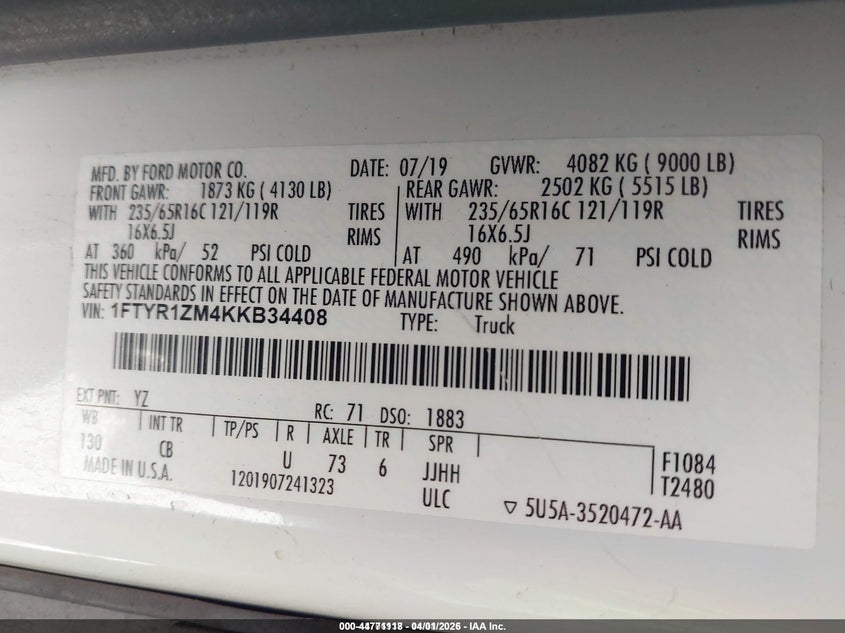 MFD. BY FORD MOTOR CO. DATE: 07/19 GVWR: 4082 KG ( 9000 LB)
FRONT GAWR: 1873 KG ( 4130 LB) REAR GAWR: 2502 KG ( 5515 LB)
WITH 235/65R16C 121/119R TIRES WITH 235/65R16C 121/119R TIRES
16X6.5J RIMS 16X6.5J RIMS
AT 360 kPa/ 52 PSI COLD AT 490 kPa/ 71 PSI COLD
THIS VEHICLE CONFORMS TO ALL APPLICABLE FEDERAL MOTOR VEHICLE
SAFETY STANDARDS IN EFFECT ON THE DATE OF MANUFACTURE SHOWN ABOVE.
VIN: 1FTYR1ZM4KKB34408 TYPE: Truck
EXT PNT: YZ RC: 71 DSO: 1883
WB INT TR TP/PS R AXLE TR SPR
130 CB U 73 6 JJHH F1084
MADE IN U.S.A. 1201907241323 ULC T2480
▽ 5U5A-3520472-AA
04/01/2026 - IAA Inc.